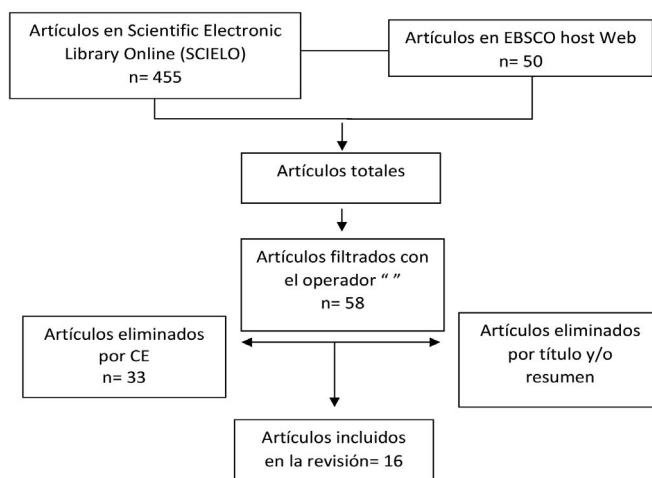 Artículos en Scientific Electronic
Library Online (SCIELO)
n= 455
Artículos en EBSCO host Web
n= 50
Artículos totales
Artículos filtrados con
el operador “ ”
n= 58
Artículos eliminados
por CE
n= 33
Artículos eliminados
por título y/o
resumen
Artículos incluidos
en la revisión= 16